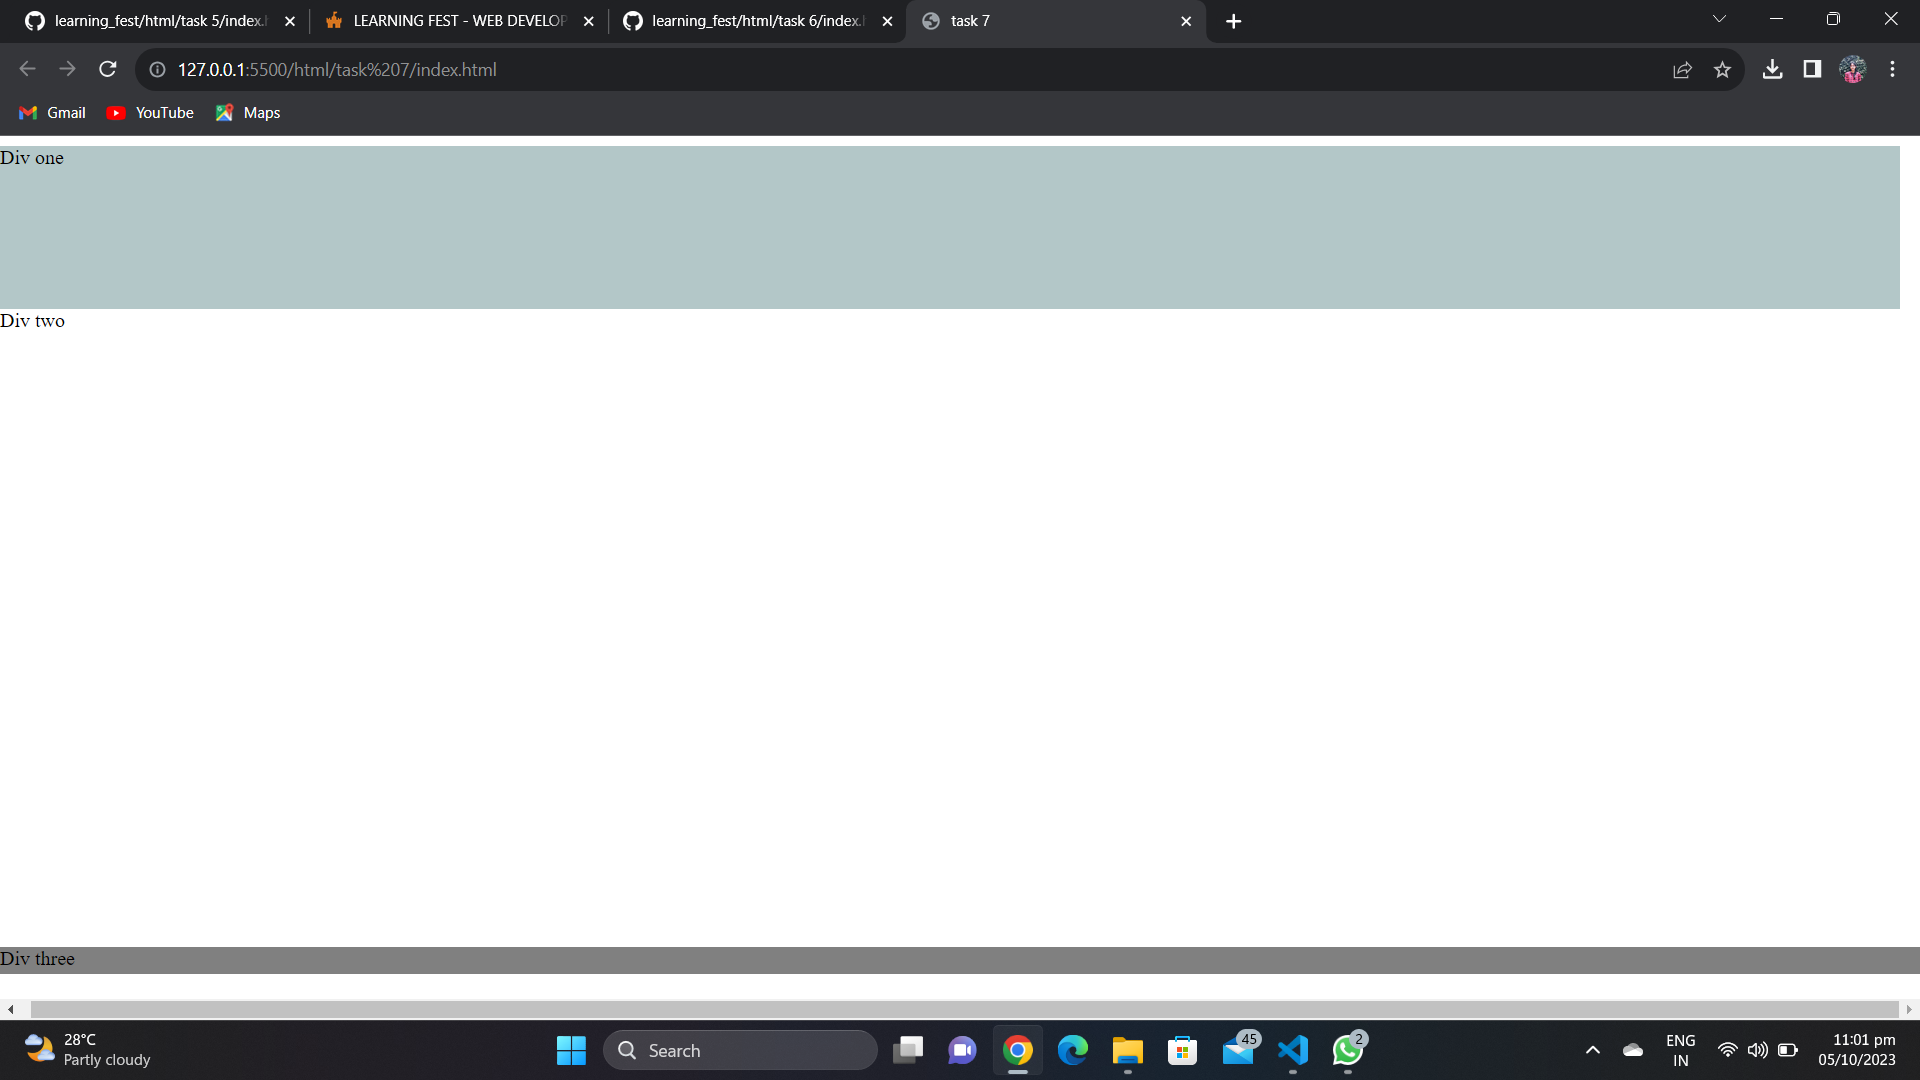 learning_fest/html/task 5/index.h
LEARNING FEST - WEB DEVELOP
learning_fest/html/task 6/index.h
task 7
127.0.0.1:5500/html/task%207/index.html
Gmail
YouTube
Maps
Div one
Div two
Div three
28°C
Partly cloudy
Search
45
2
ENG
IN
11:01 pm
05/10/2023